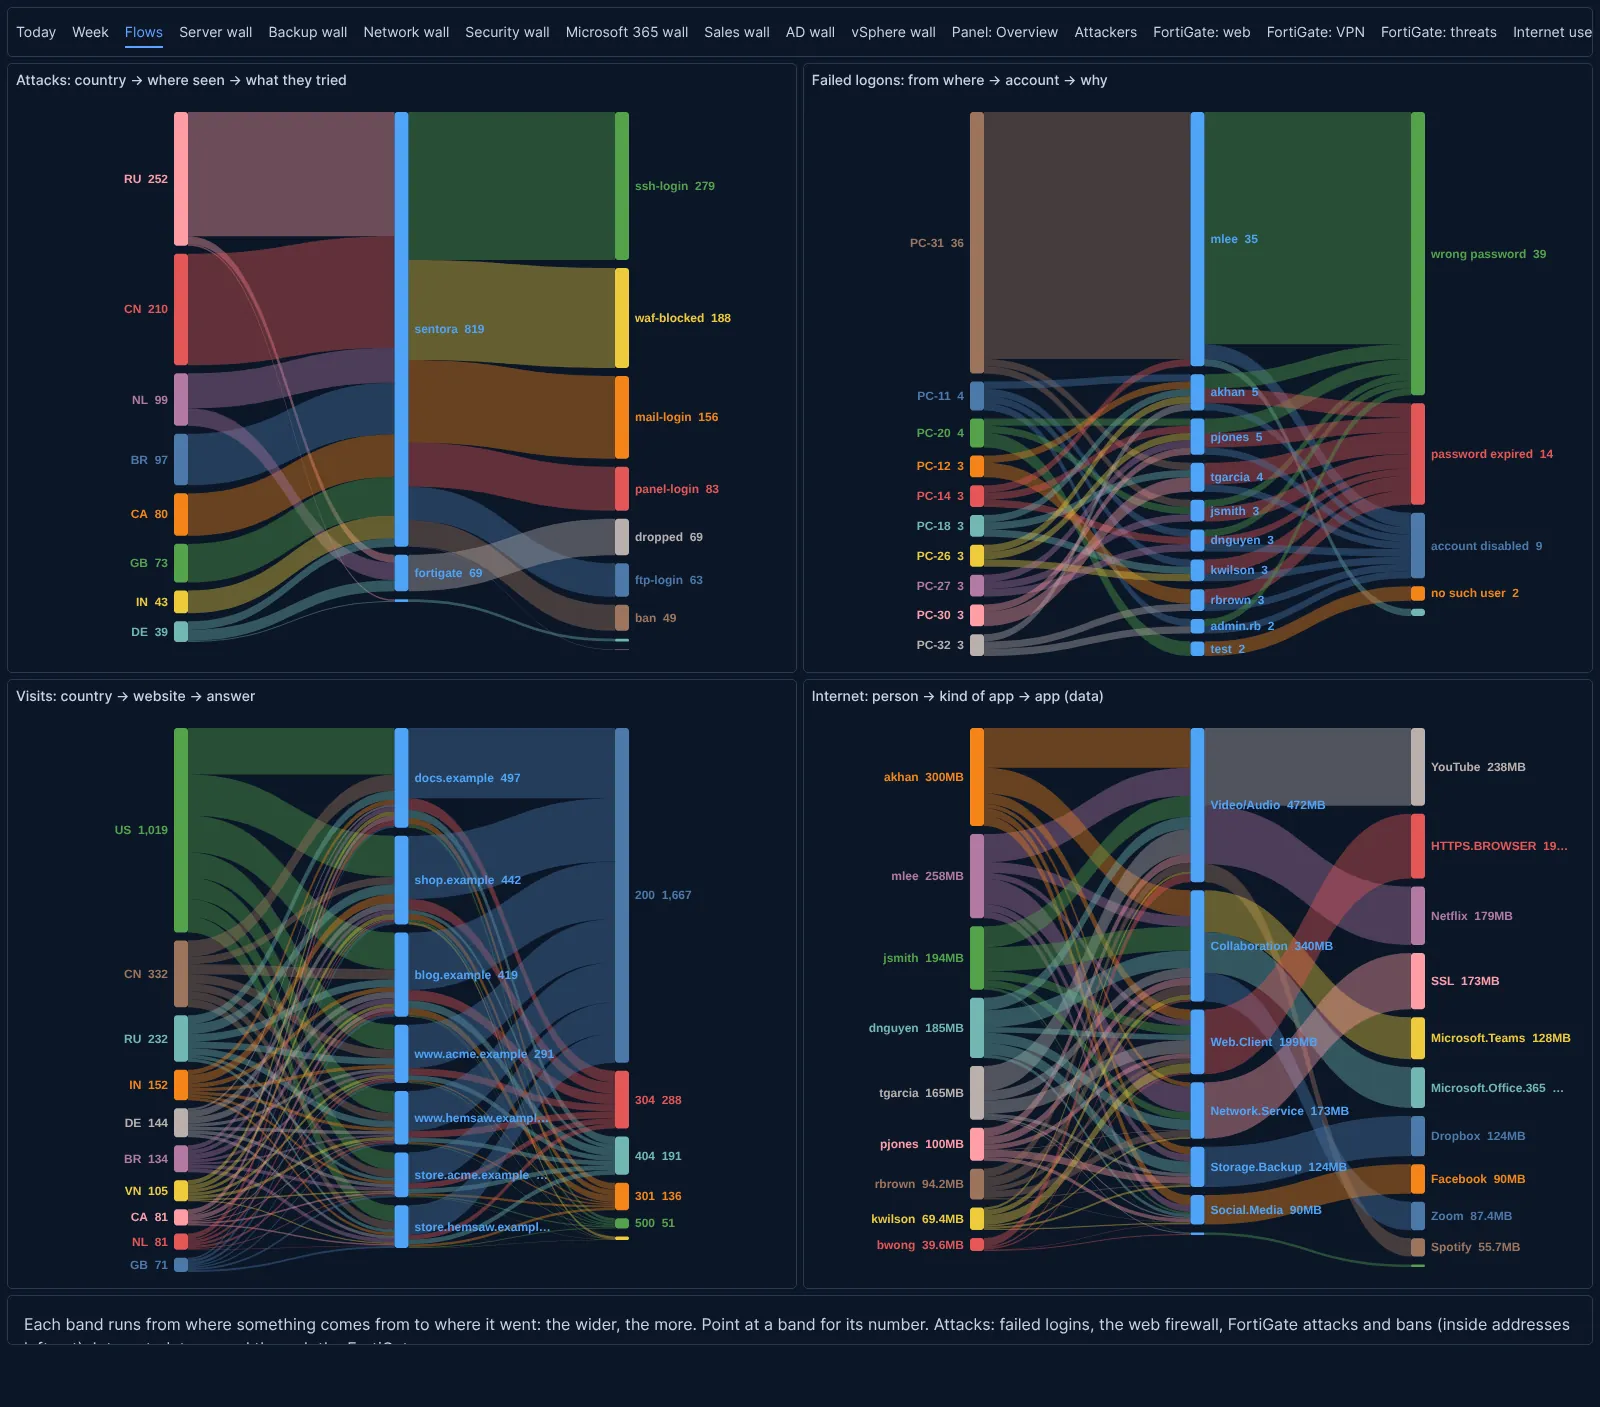 Today Week Flows Server wall Backup wall Network wall Security wall Microsoft 365 wall Sales wall AD wall vSphere wall Panel: Overview Attackers FortiGate: web FortiGate: VPN FortiGate: threats Internet use
Attacks: country → where seen → what they tried
RU 252
CN 210
NL 99
BR 97
CA 80
GB 73
IN 43
DE 39
sentora 819
fortigate 69
ssh-login 279
waf-blocked 188
mail-login 156
panel-login 83
dropped 69
ftp-login 63
ban 49
Failed logons: from where → account → why
PC-31 36
PC-11 4
PC-20 4
PC-12 3
PC-14 3
PC-18 3
PC-26 3
PC-27 3
PC-30 3
PC-32 3
mlee 35
akhan 5
pjones 5
tgarcia 4
jsmith 3
dnguyen 3
kwilson 3
rbrown 3
admin.rb 2
test 2
wrong password 39
password expired 14
account disabled 9
no such user 2
Visits: country → website → answer
US 1,019
CN 332
RU 232
IN 152
DE 144
BR 134
VN 105
CA 81
NL 81
GB 71
docs.example 497
shop.example 442
blog.example 419
www.acme.example 291
www.hemsaw.exampl...
store.acme.example ...
store.hemsaw.exampl...
200 1,667
304 288
404 191
301 136
500 51
Internet: person → kind of app → app (data)
akhan 300MB
mlee 258MB
jsmith 194MB
dnguyen 185MB
tgarcia 165MB
pjones 100MB
rbrown 94.2MB
kwilson 69.4MB
bwong 39.6MB
Video/Audio 472MB
Collaboration 340MB
Web.Client 199MB
Network.Service 173MB
Storage.Backup 124MB
Social.Media 90MB
YouTube 238MB
HTTPS.BROWSER 19...
Netflix 179MB
SSL 173MB
Microsoft.Teams 128MB
Microsoft.Office.365 ...
Dropbox 124MB
Facebook 90MB
Zoom 87.4MB
Spotify 55.7MB
Each band runs from where something comes from to where it went: the wider, the more. Point at a band for its number. Attacks: failed logins, the web firewall, FortiGate attacks and bans (inside addresses